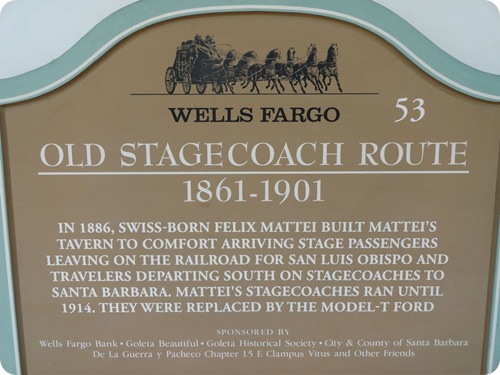 WELLS FARGO
53
OLD STAGECOACH ROUTE
1861-1901
IN 1886, SWISS-BORN FELIX MATTEI BUILT MATTEI'S
TAVERN TO COMFORT ARRIVING STAGE PASSENGERS
LEAVING ON THE RAILROAD FOR SAN LUIS OBISPO AND
TRAVELERS DEPARTING SOUTH ON STAGECOACHES TO
SANTA BARBARA. MATTEI'S STAGECOACHES RAN UNTIL
1914. THEY WERE REPLACED BY THE MODEL-T FORD
SPONSORED BY
Wells Fargo Bank • Goleta Beautiful • Goleta Historical Society • City & County of Santa Barbara
De La Guerra y Pacheco Chapter 1.5 E Clampus Vitus and Other Friends